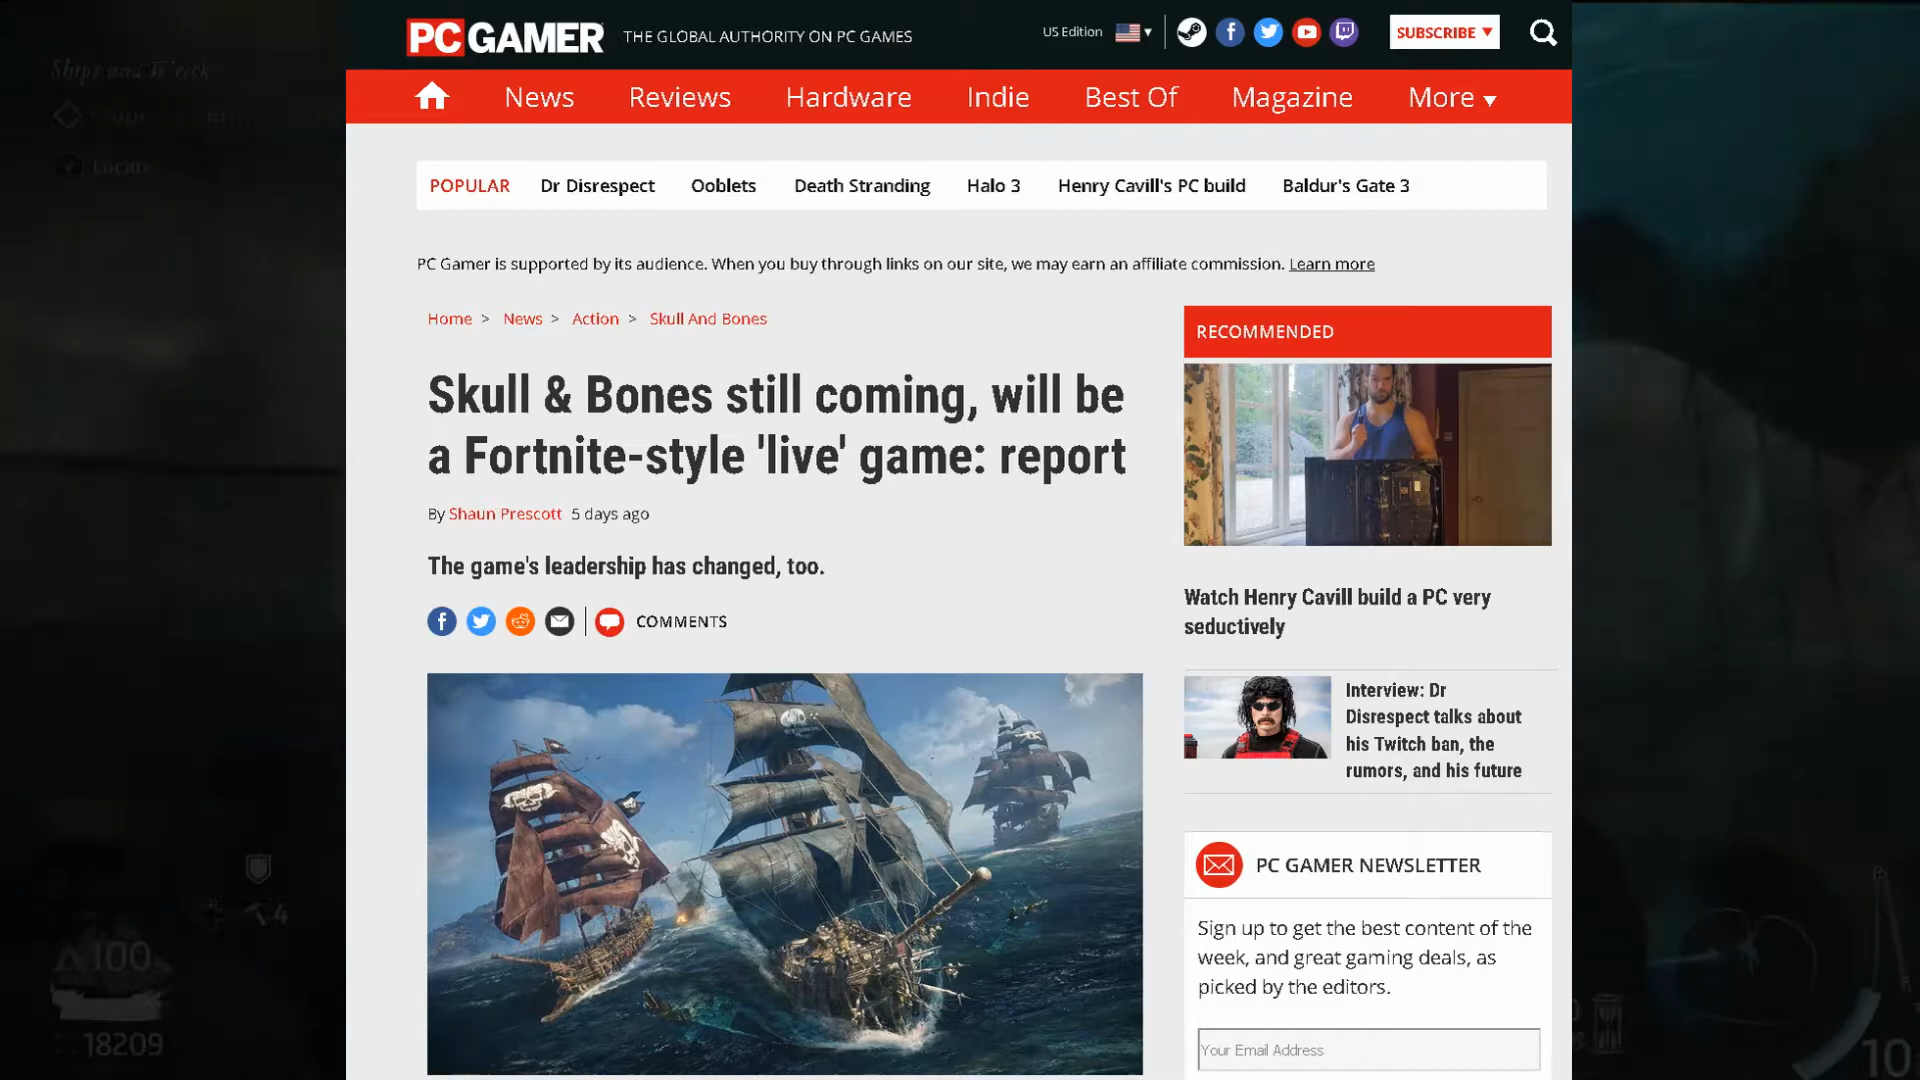 PC GAMER THE GLOBAL AUTHORITY ON PC GAMES US Edition SUBSCRIBE
News Reviews Hardware Indie Best Of Magazine More
POPULAR Dr Disrespect Ooblets Death Stranding Halo 3 Henry Cavill's PC build Baldur's Gate 3
PC Gamer is supported by its audience. When you buy through links on our site, we may earn an affiliate commission. Learn more
Home > News > Action > Skull And Bones
Skull & Bones still coming, will be
a Fortnite-style 'live' game: report
By Shaun Prescott 5 days ago
The game's leadership has changed, too.
COMMENTS
RECOMMENDED
Watch Henry Cavill build a PC very
seductively
Interview: Dr
Disrespect talks about
his Twitch ban, the
rumors, and his future
PC GAMER NEWSLETTER
Sign up to get the best content of the
week, and great gaming deals, as
picked by the editors.
Your Email Address
4
100
18209
10